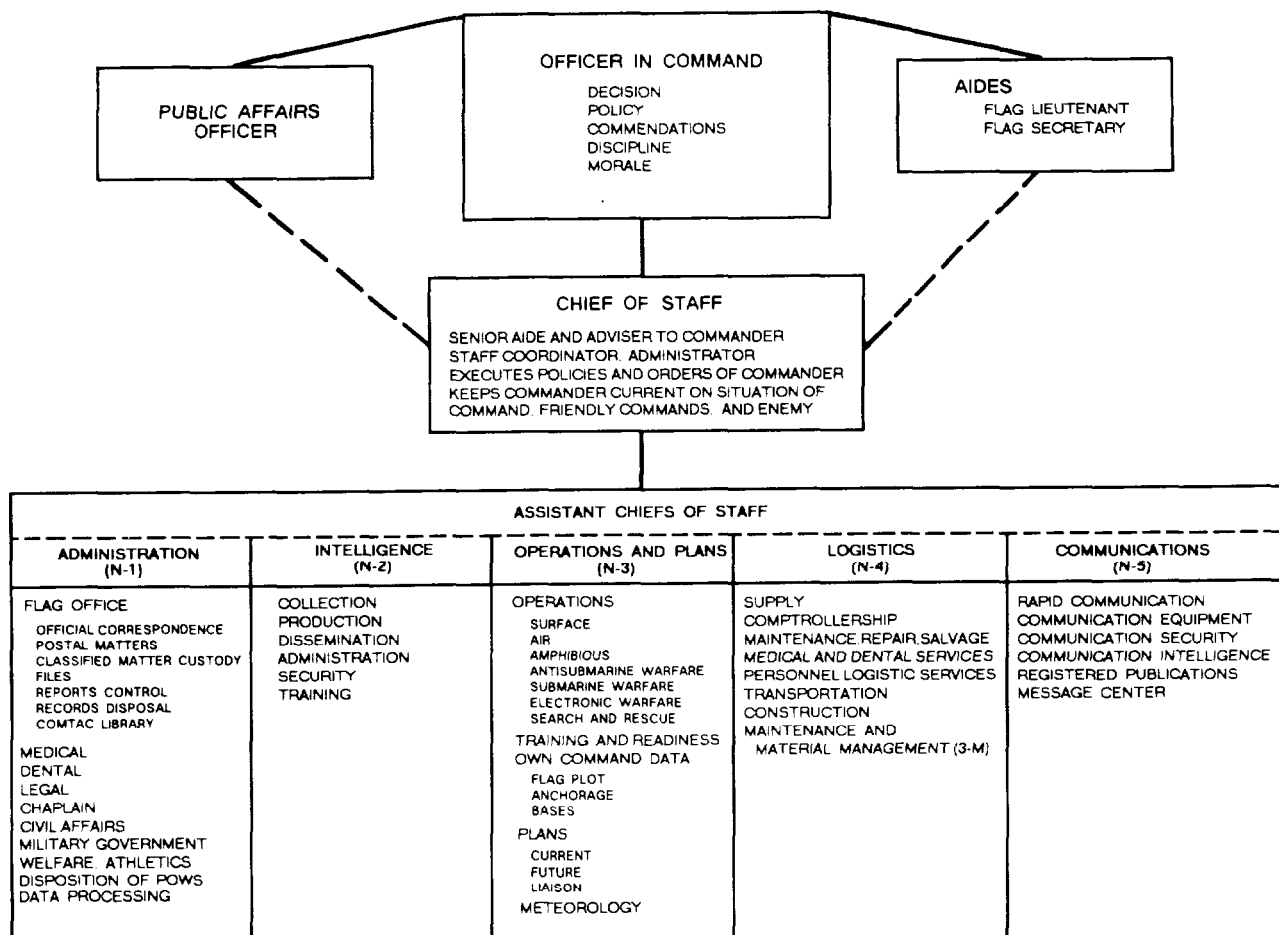 PUBLIC AFFAIRS
OFFICER
OFFICER IN COMMAND
DECISION
POLICY
COMMENDATIONS
DISCIPLINE
MORALE
AIDES
FLAG LIEUTENANT
FLAG SECRETARY
CHIEF OF STAFF
SENIOR AIDE AND ADVISER TO COMMANDER
STAFF COORDINATOR. ADMINISTRATOR
EXECUTES POLICIES AND ORDERS OF COMMANDER
KEEPS COMMANDER CURRENT ON SITUATION OF
COMMAND. FRIENDLY COMMANDS. AND ENEMY
ASSISTANT CHIEFS OF STAFF
ADMINISTRATION
(N-1)
FLAG OFFICE
OFFICIAL CORRESPONDENCE
POSTAL MATTERS
CLASSIFIED MATTER CUSTODY
FILES
REPORTS CONTROL
RECORDS DISPOSAL
COMTAC LIBRARY
MEDICAL
DENTAL
LEGAL
CHAPLAIN
CIVIL AFFAIRS
MILITARY GOVERNMENT
WELFARE. ATHLETICS
DISPOSITION OF POWS
DATA PROCESSING
INTELLIGENCE
(N-2)
COLLECTION
PRODUCTION
DISSEMINATION
ADMINISTRATION
SECURITY
TRAINING
OPERATIONS AND PLANS
(N-3)
OPERATIONS
SURFACE
AIR
AMPHIBIOUS
ANTISUBMARINE WARFARE
SUBMARINE WARFARE
ELECTRONIC WARFARE
SEARCH AND RESCUE
TRAINING AND READINESS
OWN COMMAND DATA
FLAG PLOT
ANCHORAGE
BASES
PLANS
CURRENT
FUTURE
LIAISON
METEOROLOGY
LOGISTICS
(N-4)
SUPPLY
COMPTROLLERSHIP
MAINTENANCE.REPAIR.SALVAGE
MEDICAL AND DENTAL SERVICES
PERSONNEL LOGISTIC SERVICES
TRANSPORTATION
CONSTRUCTION
MAINTENANCE AND
MATERIAL MANAGEMENT (3-M)
COMMUNICATIONS
(N-5)
RAPID COMMUNICATION
COMMUNICATION EQUIPMENT
COMMUNICATION SECURITY
COMMUNICATION INTELLIGENCE
REGISTERED PUBLICATIONS
MESSAGE CENTER